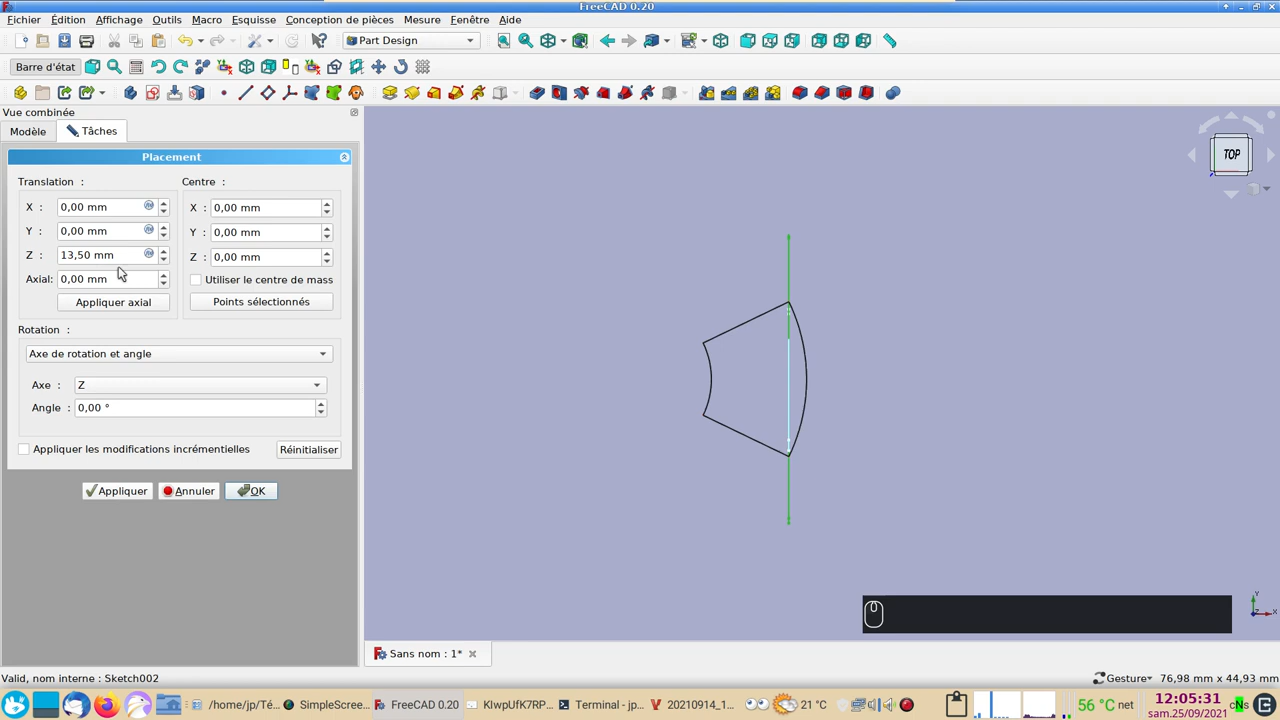 FreeCAD 0.20
Fichier Édition Affichage Outils Macro Esquisse Conception de pièces Mesure Fenêtre Aide
Part Design
Barre d'état
Vue combinée
Modèle Tâches
Placement
Translation : Centre :
X : 0,00 mm X : 0,00 mm
Y : 0,00 mm Y : 0,00 mm
Z : 13,50 mm Z : 0,00 mm
Axial: 0,00 mm Utiliser le centre de mass
Appliquer axial Points sélectionnés
Rotation :
Axe de rotation et angle
Axe : Z
Angle : 0,00 °
Appliquer les modifications incrémentielles Réinitialiser
Appliquer Annuler OK
TOP
Sans nom : 1*
Valid, nom interne : Sketch002 Gesture 76,98 mm x 44,93 mm
/home/jp/Té... SimpleScree... FreeCAD 0.20 KIwpUfK7RP... Terminal - jp... 20210914_1... 21 °C 56 °C net 12:05:31
sam.25/09/2021